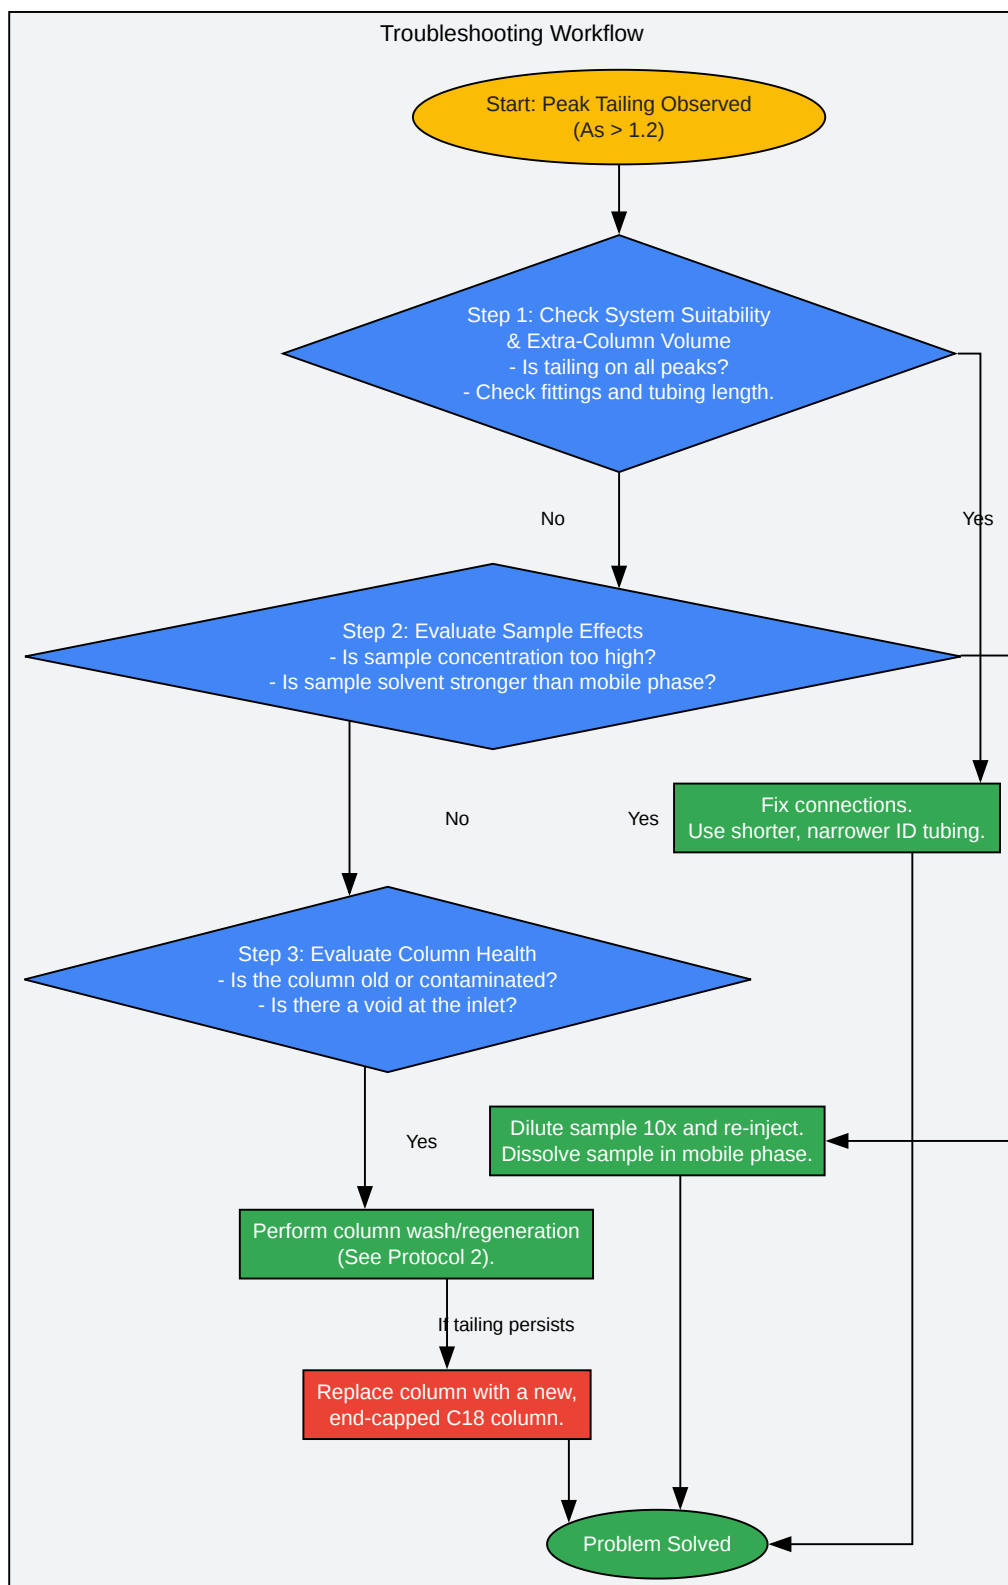 Troubleshooting Workflow
Start: Peak Tailing Observed
(As > 1.2)
Step 1: Check System Suitability
& Extra-Column Volume
- Is tailing on all peaks?
- Check fittings and tubing length.
No
Yes
Step 2: Evaluate Sample Effects
- Is sample concentration too high?
- Is sample solvent stronger than mobile phase?
No
Yes
Fix connections.
Use shorter, narrower ID tubing.
Step 3: Evaluate Column Health
- Is the column old or contaminated?
- Is there a void at the inlet?
Yes
Dilute sample 10x and re-inject.
Dissolve sample in mobile phase.
Perform column wash/regeneration
(See Protocol 2).
If tailing persists
Replace column with a new,
end-capped C18 column.
Problem Solved